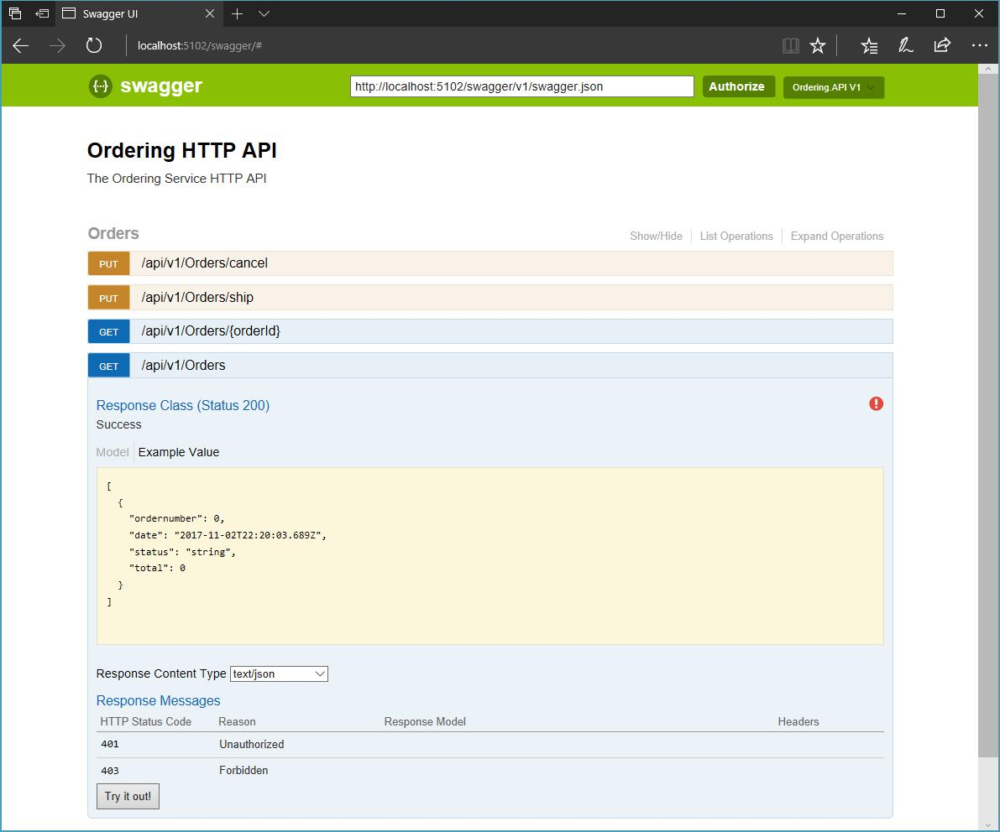 Swagger UI
localhost:5102/swagger/#
{··} swagger
http://localhost:5102/swagger/v1/swagger.json
Authorize
Ordering.API V1
Ordering HTTP API
The Ordering Service HTTP API
Orders
Show/Hide
List Operations
Expand Operations
PUT /api/v1/Orders/cancel
PUT /api/v1/Orders/ship
GET /api/v1/Orders/{orderId}
GET /api/v1/Orders
Response Class (Status 200)
Success
Model Example Value
[
{
"ordernumber": 0,
"date": "2017-11-02T22:20:03.689Z",
"status": "string",
"total": 0
}
]
Response Content Type text/json
Response Messages
HTTP Status Code Reason Response Model Headers
401 Unauthorized
403 Forbidden
Try it out!